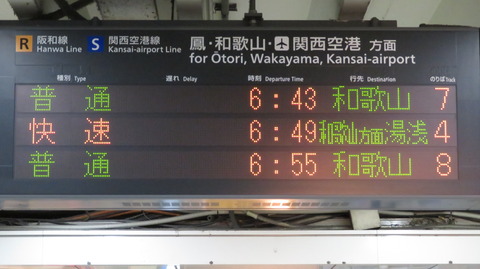 R 阪和線 S 関西空港線 鳳・和歌山・関西空港 方面
Hanwa Line Kansai-airport Line for Ōtori, Wakayama, Kansai-airport
種別 Type 遅れ Delay 時刻 Departure Time 行先 Destination のりば Track
普通 6:43 和歌山 7
快速 6:49 和歌山方面湯浅 4
普通 6:55 和歌山 8